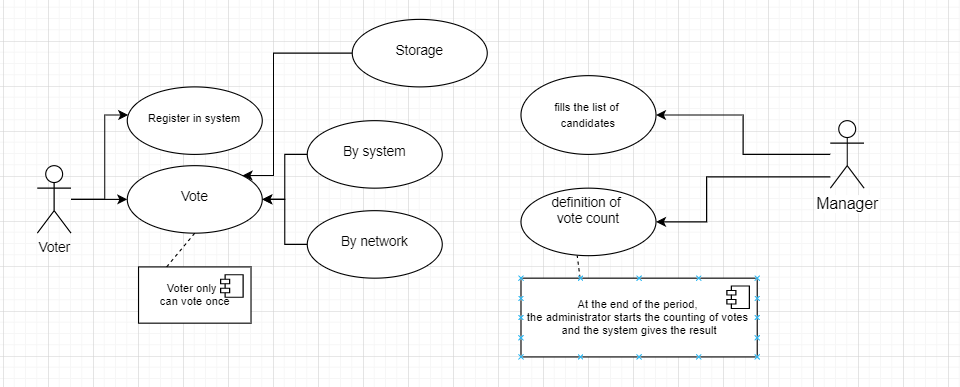 Storage
Register in system
By system
Vote
Voter
By network
Voter only
can vote once
fills the list of
candidates
Manager
definition of
vote count
At the end of the period,
the administrator starts the counting of votes
and the system gives the result